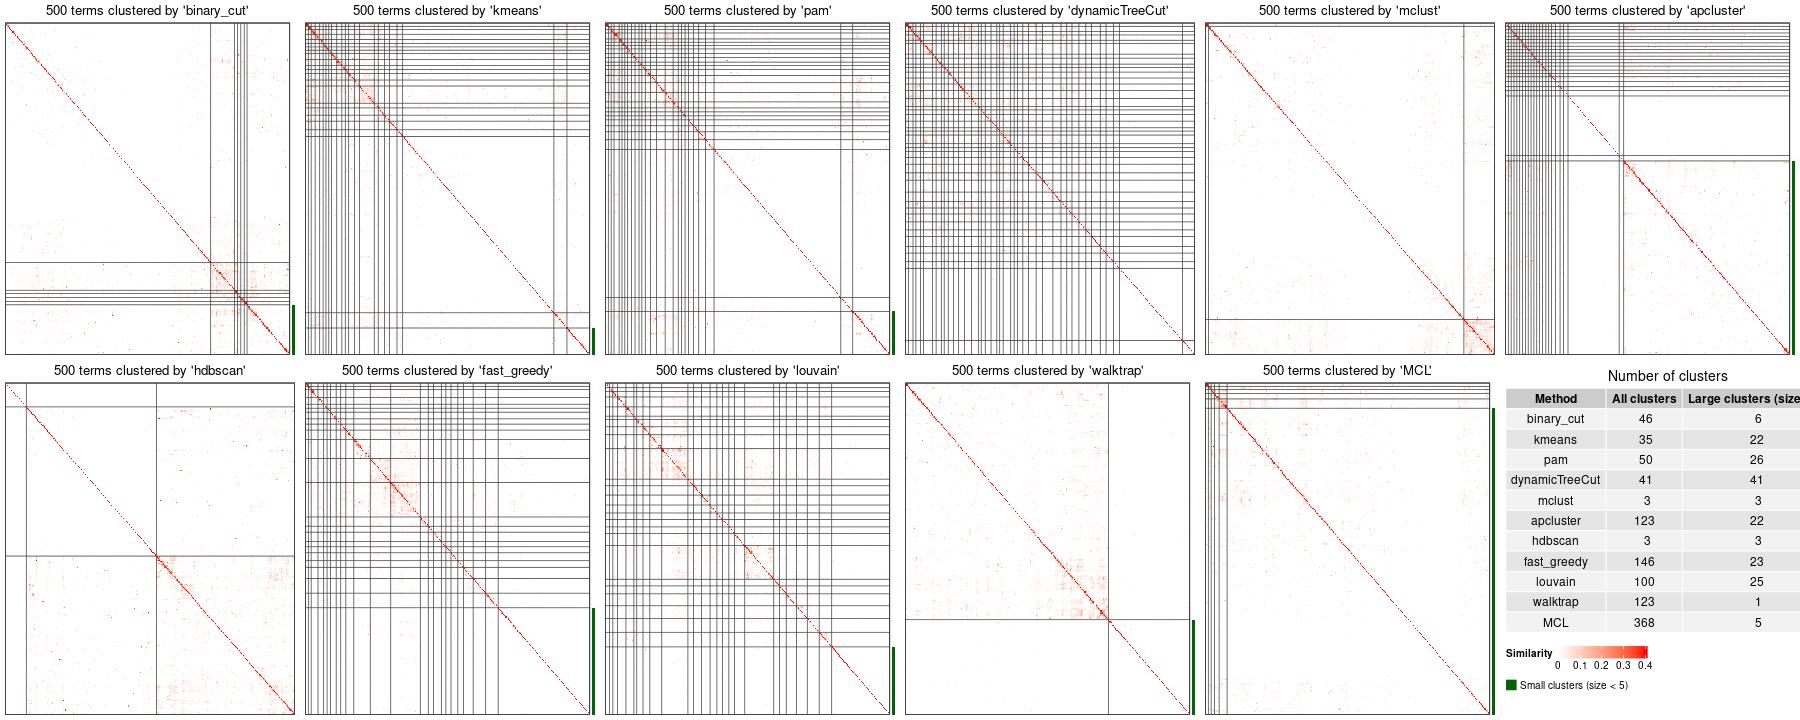 500 terms clustered by 'binary_cut'
500 terms clustered by 'kmeans'
500 terms clustered by 'pam'
500 terms clustered by 'dynamicTreeCut'
500 terms clustered by 'mclust'
500 terms clustered by 'apcluster'
500 terms clustered by 'hdbscan'
500 terms clustered by 'fast_greedy'
500 terms clustered by 'louvain'
500 terms clustered by 'walktrap'
500 terms clustered by 'MCL'
Number of clusters
Method All clusters Large clusters (size
binary_cut 46 6
kmeans 35 22
pam 50 26
dynamicTreeCut 41 41
mclust 3 3
apcluster 123 22
hdbscan 3 3
fast_greedy 146 23
louvain 100 25
walktrap 123 1
MCL 368 5
Similarity
0 0.1 0.2 0.3 0.4
Small clusters (size < 5)